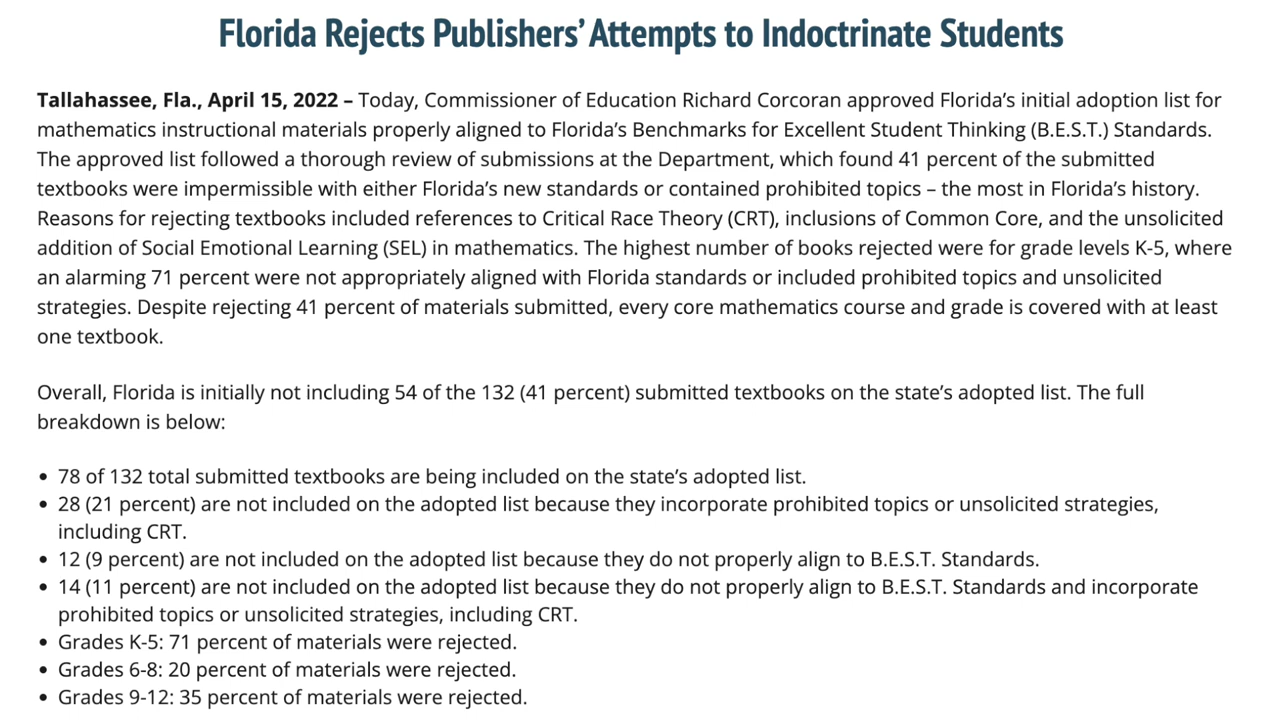 Florida Rejects Publishers’ Attempts to Indoctrinate Students
Tallahassee, Fla., April 15, 2022 – Today, Commissioner of Education Richard Corcoran approved Florida’s initial adoption list for
mathematics instructional materials properly aligned to Florida’s Benchmarks for Excellent Student Thinking (B.E.S.T.) Standards.
The approved list followed a thorough review of submissions at the Department, which found 41 percent of the submitted
textbooks were impermissible with either Florida’s new standards or contained prohibited topics – the most in Florida’s history.
Reasons for rejecting textbooks included references to Critical Race Theory (CRT), inclusions of Common Core, and the unsolicited
addition of Social Emotional Learning (SEL) in mathematics. The highest number of books rejected were for grade levels K-5, where
an alarming 71 percent were not appropriately aligned with Florida standards or included prohibited topics and unsolicited
strategies. Despite rejecting 41 percent of materials submitted, every core mathematics course and grade is covered with at least
one textbook.
Overall, Florida is initially not including 54 of the 132 (41 percent) submitted textbooks on the state’s adopted list. The full
breakdown is below:
• 78 of 132 total submitted textbooks are being included on the state’s adopted list.
• 28 (21 percent) are not included on the adopted list because they incorporate prohibited topics or unsolicited strategies,
including CRT.
• 12 (9 percent) are not included on the adopted list because they do not properly align to B.E.S.T. Standards.
• 14 (11 percent) are not included on the adopted list because they do not properly align to B.E.S.T. Standards and incorporate
prohibited topics or unsolicited strategies, including CRT.
• Grades K-5: 71 percent of materials were rejected.
• Grades 6-8: 20 percent of materials were rejected.
• Grades 9-12: 35 percent of materials were rejected.